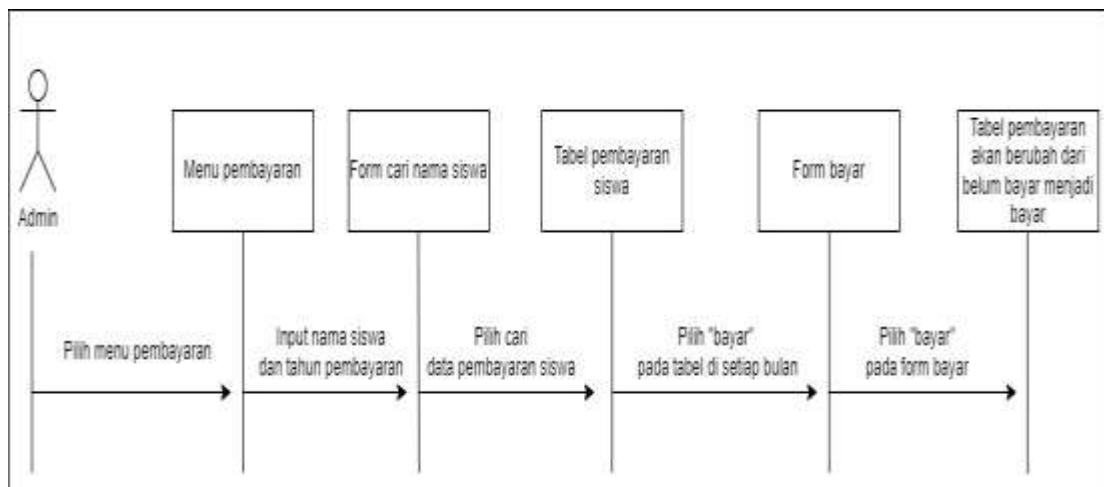 Admin
Menu pembayaran
Form cari nama siswa
Tabel pembayaran
siswa
Form bayar
Tabel pembayaran
akan berubah dari
belum bayar menjadi
bayar
Pilih menu pembayaran
Input nama siswa
dan tahun pembayaran
Pilih cari
data pembayaran siswa
Pilih "bayar"
pada tabel di setiap bulan
Pilih "bayar"
pada form bayar